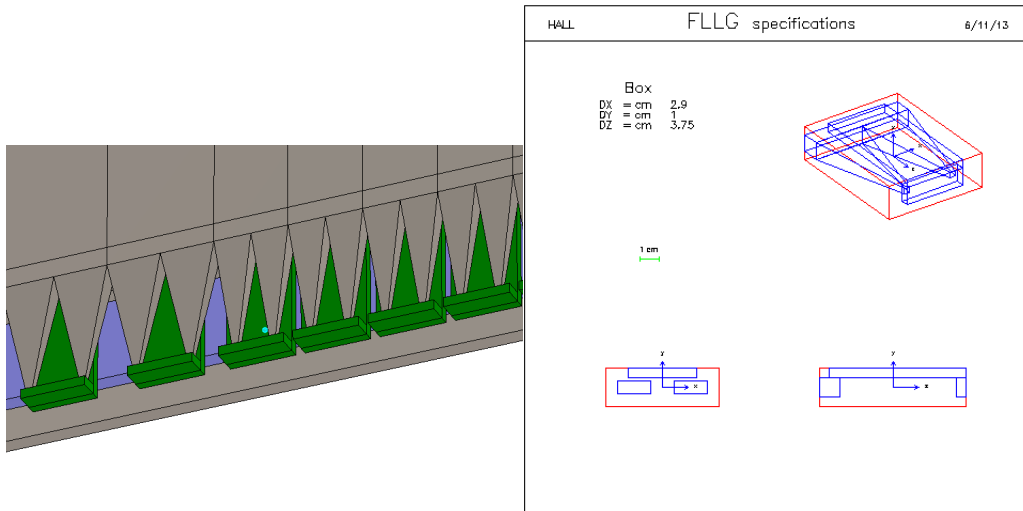 HALL FLLG specifications 6/11/13
Box
DX = cm 2.9
DY = cm 1
DZ = cm 3.75
y
x
z
1 cm
y
x
y
z